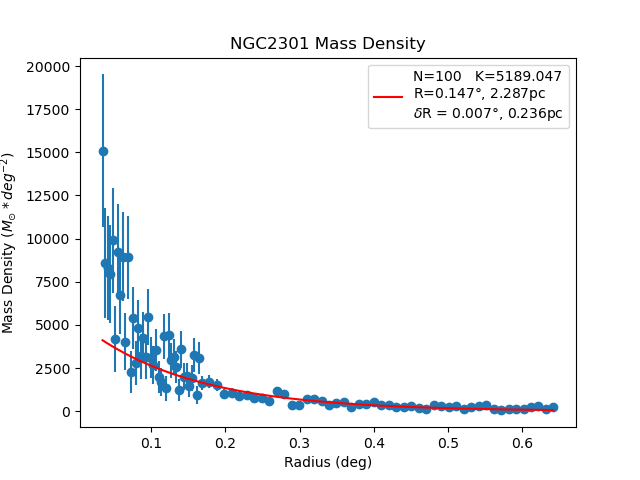 NGC2301 Mass Density
N=100 K=5189.047
R=0.147°, 2.287pc
δR = 0.007°, 0.236pc
20000
17500
15000
12500
10000
7500
5000
2500
0
Mass Density (M⊙ * deg⁻²)
0.1 0.2 0.3 0.4 0.5 0.6
Radius (deg)